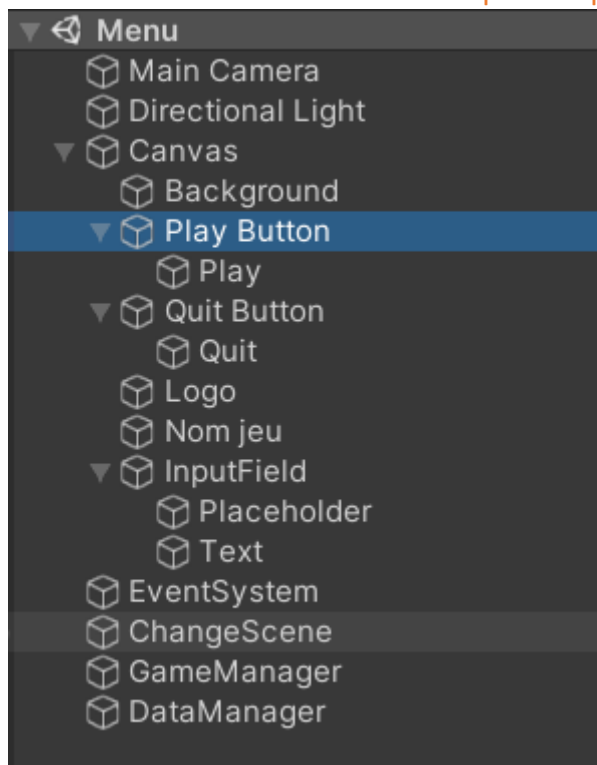 Menu
Main Camera
Directional Light
Canvas
Background
Play Button
Play
Quit Button
Quit
Logo
Nom jeu
InputField
Placeholder
Text
EventSystem
ChangeScene
GameManager
DataManager